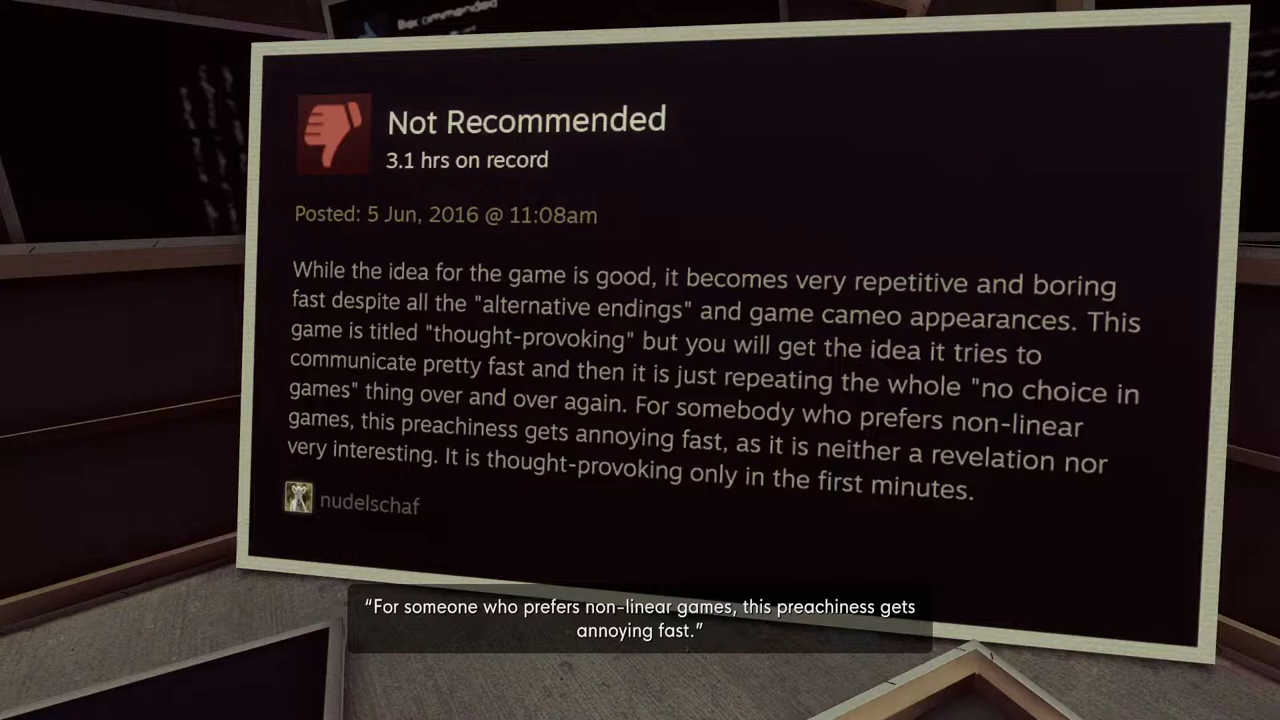 Recommended
Not Recommended
3.1 hrs on record
Posted: 5 Jun, 2016 @ 11:08am
While the idea for the game is good, it becomes very repetitive and boring
fast despite all the "alternative endings" and game cameo appearances. This
game is titled "thought-provoking" but you will get the idea it tries to
communicate pretty fast and then it is just repeating the whole "no choice in
games" thing over and over again. For somebody who prefers non-linear
games, this preachiness gets annoying fast, as it is neither a revelation nor
very interesting. It is thought-provoking only in the first minutes.
nudelschaf
“For someone who prefers non-linear games, this preachiness gets
annoying fast.”